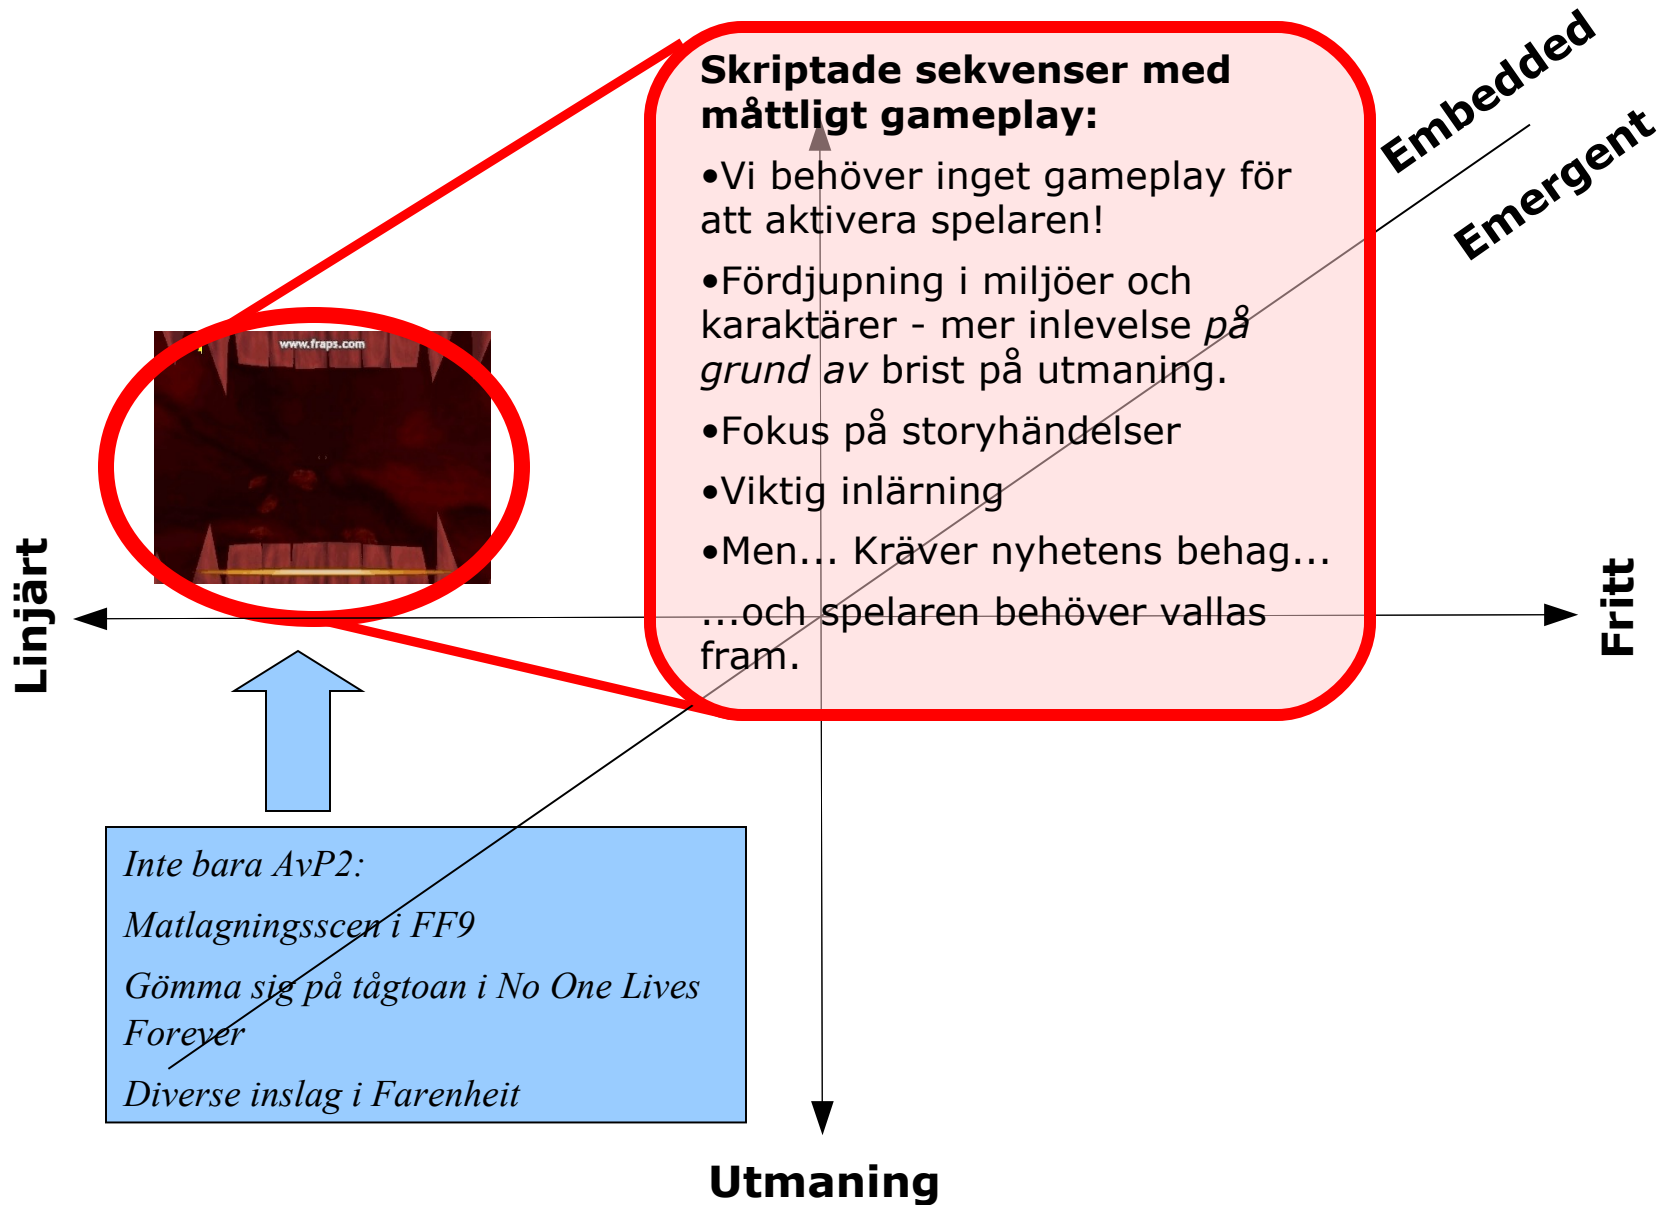 Skriptade sekvenser med
måttligt gameplay:
•Vi behöver inget gameplay för
att aktivera spelaren!
•Fördjupning i miljöer och
karaktärer - mer inlevelse på
grund av brist på utmaning.
•Fokus på storyhändelser
•Viktig inlärning
•Men... Kräver nyhetens behag...
...och spelaren behöver vallas
fram.
Embedded
Emergent
www.fraps.com
Linjärt
Fritt
Inte bara AvP2:
Matlagningsscen i FF9
Gömma sig på tågtoan i No One Lives
Forever
Diverse inslag i Farenheit
Utmaning